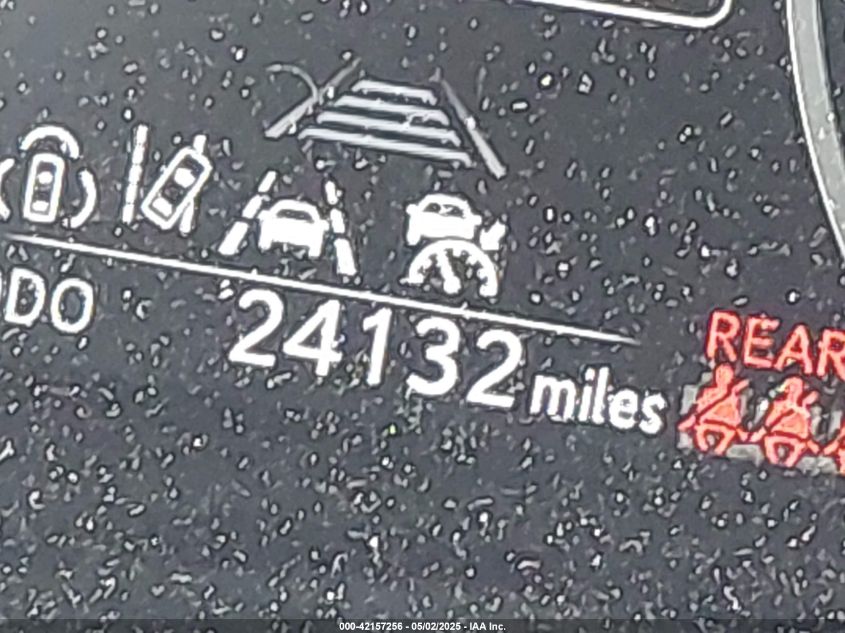 ODO 24132 miles
REAR
000-42157256 - 05/02/2025 - IAA Inc.